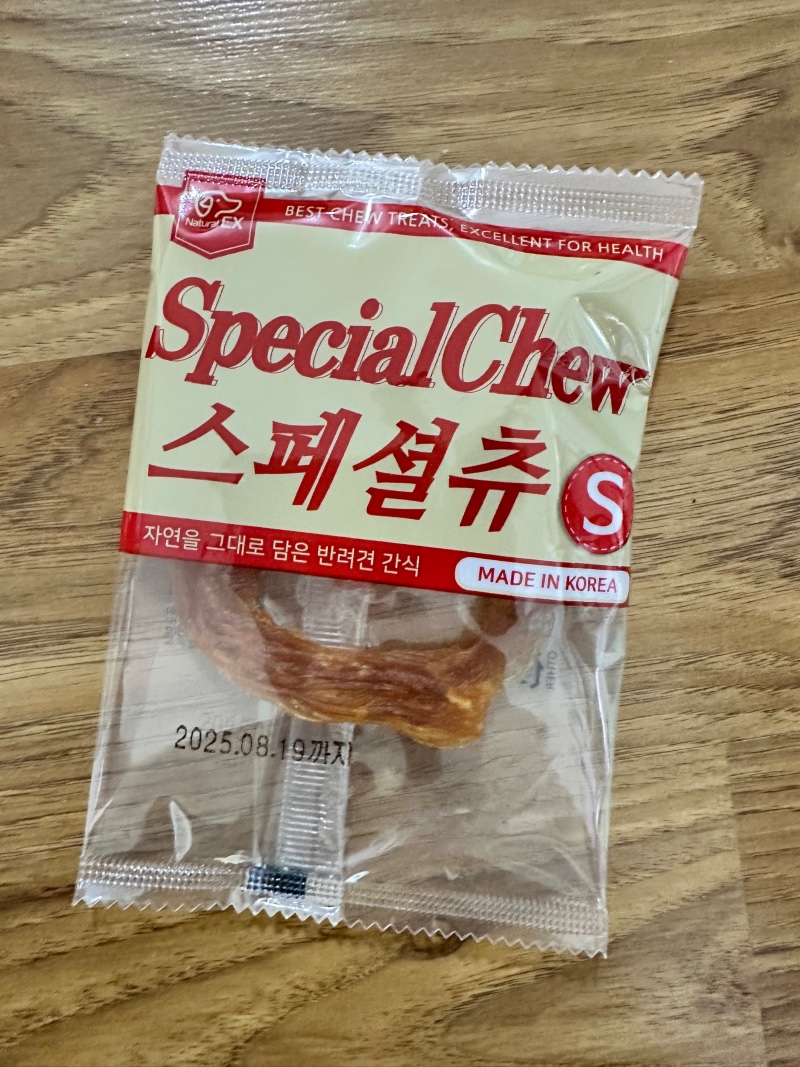 Natural EX
BEST CHEW TREATS, EXCELLENT FOR HEALTH
SpecialChew
스페셜츄
S
자연을 그대로 담은 반려견 간식
MADE IN KOREA
OTHER
2025.08.19까지